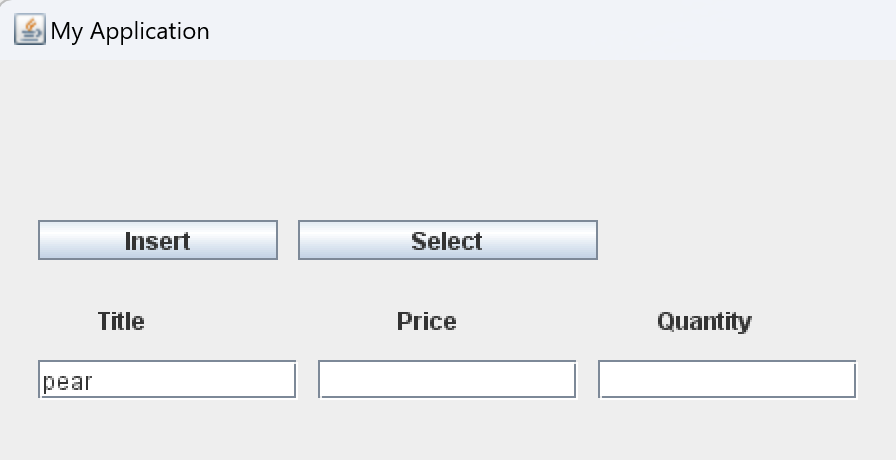 My Application
Insert Select
Title Price Quantity
pear